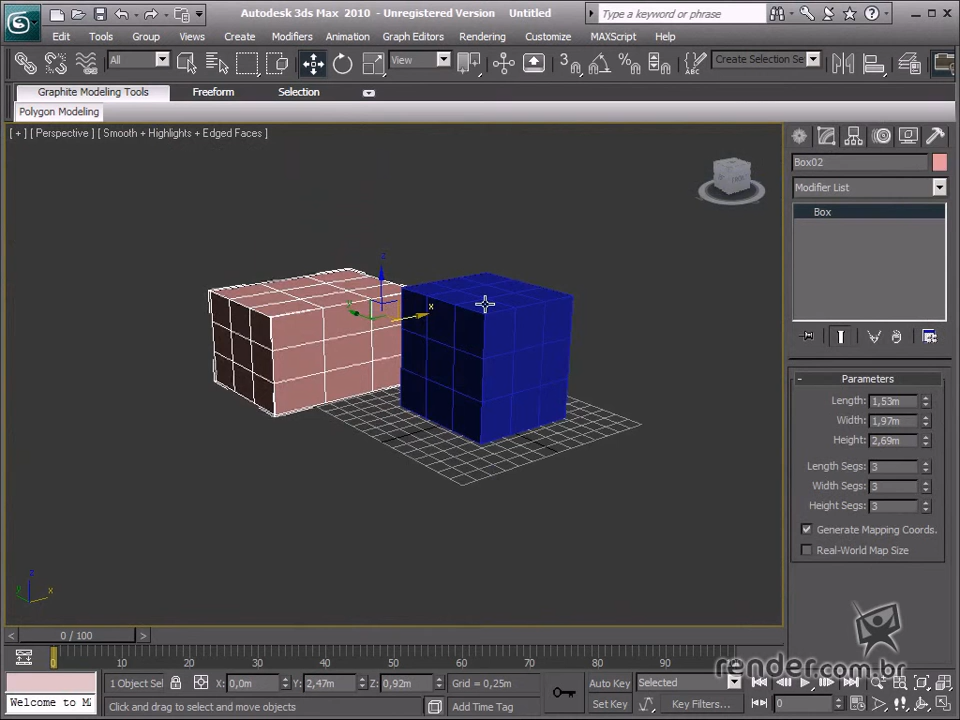 Autodesk 3ds Max 2010 - Unregistered Version Untitled
Type a keyword or phrase
Edit Tools Group Views Create Modifiers Animation Graph Editors Rendering Customize MAXScript Help
All
View
3
Create Selection Se
Graphite Modeling Tools Freeform Selection
Polygon Modeling
[ + ] [ Perspective ] [ Smooth + Highlights + Edged Faces ]
Box02
Modifier List
Box
z
x
y
- Parameters
Length: 1,53m
Width: 1,97m
Height: 2,69m
Length Segs: 3
Width Segs: 3
Height Segs: 3
Generate Mapping Coords.
Real-World Map Size
z
y x
< 0 / 100 >
0 10 20 30 40 50 60 70 80 90
render.com.br
1 Object Sel X: 0,0m Y: 2,47m Z: 0,92m Grid = 0,25m Auto Key Selected
Welcome to M
Click and drag to select and move objects Add Time Tag Set Key Key Filters... 0